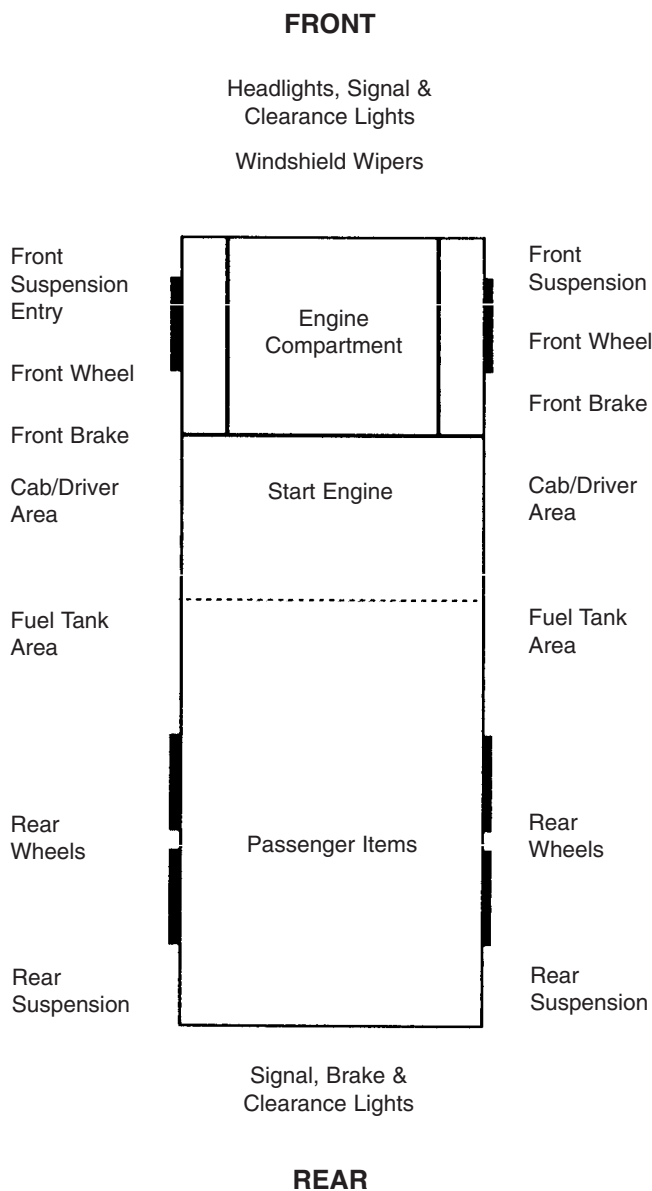 FRONT
Headlights, Signal &
Clearance Lights
Windshield Wipers
Front
Suspension
Entry
Front Wheel
Front Brake
Cab/Driver
Area
Fuel Tank
Area
Rear
Wheels
Rear
Suspension
Engine
Compartment
Start Engine
Passenger Items
Front
Suspension
Front Wheel
Front Brake
Cab/Driver
Area
Fuel Tank
Area
Rear
Wheels
Rear
Suspension
Signal, Brake &
Clearance Lights
REAR